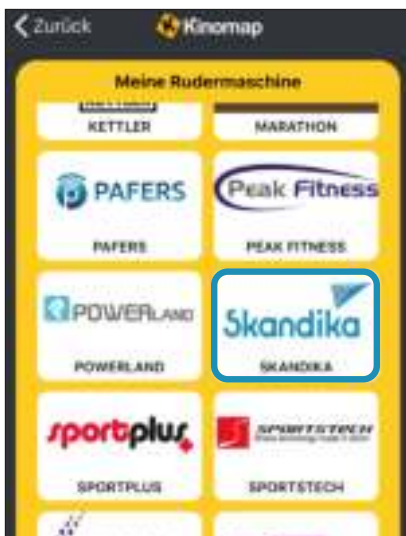 Zurück
Kinomap
Meine Rudermaschine
KETTLER
MARATHON
PAFERS
Peak Fitness
PAFERS
PEAK FITNESS
POWERLAND
Skandika
POWERLAND
SKANDIKA
sportplus
SPORTSTECH
SPORTPLUS
SPORTSTECH